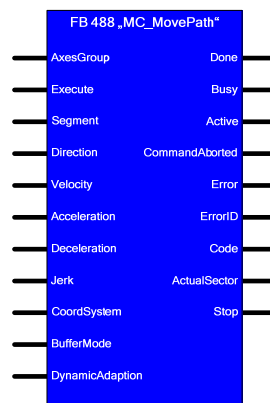 FB 488 „MC_MovePath“
AxesGroup Done
Execute Busy
Segment Active
Direction CommandAborted
Velocity Error
Acceleration ErrorID
Deceleration Code
Jerk ActualSector
CoordSystem Stop
BufferMode
DynamicAdaption